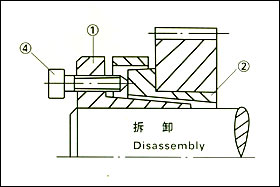 ①
④
②
拆 卸
Disassembly